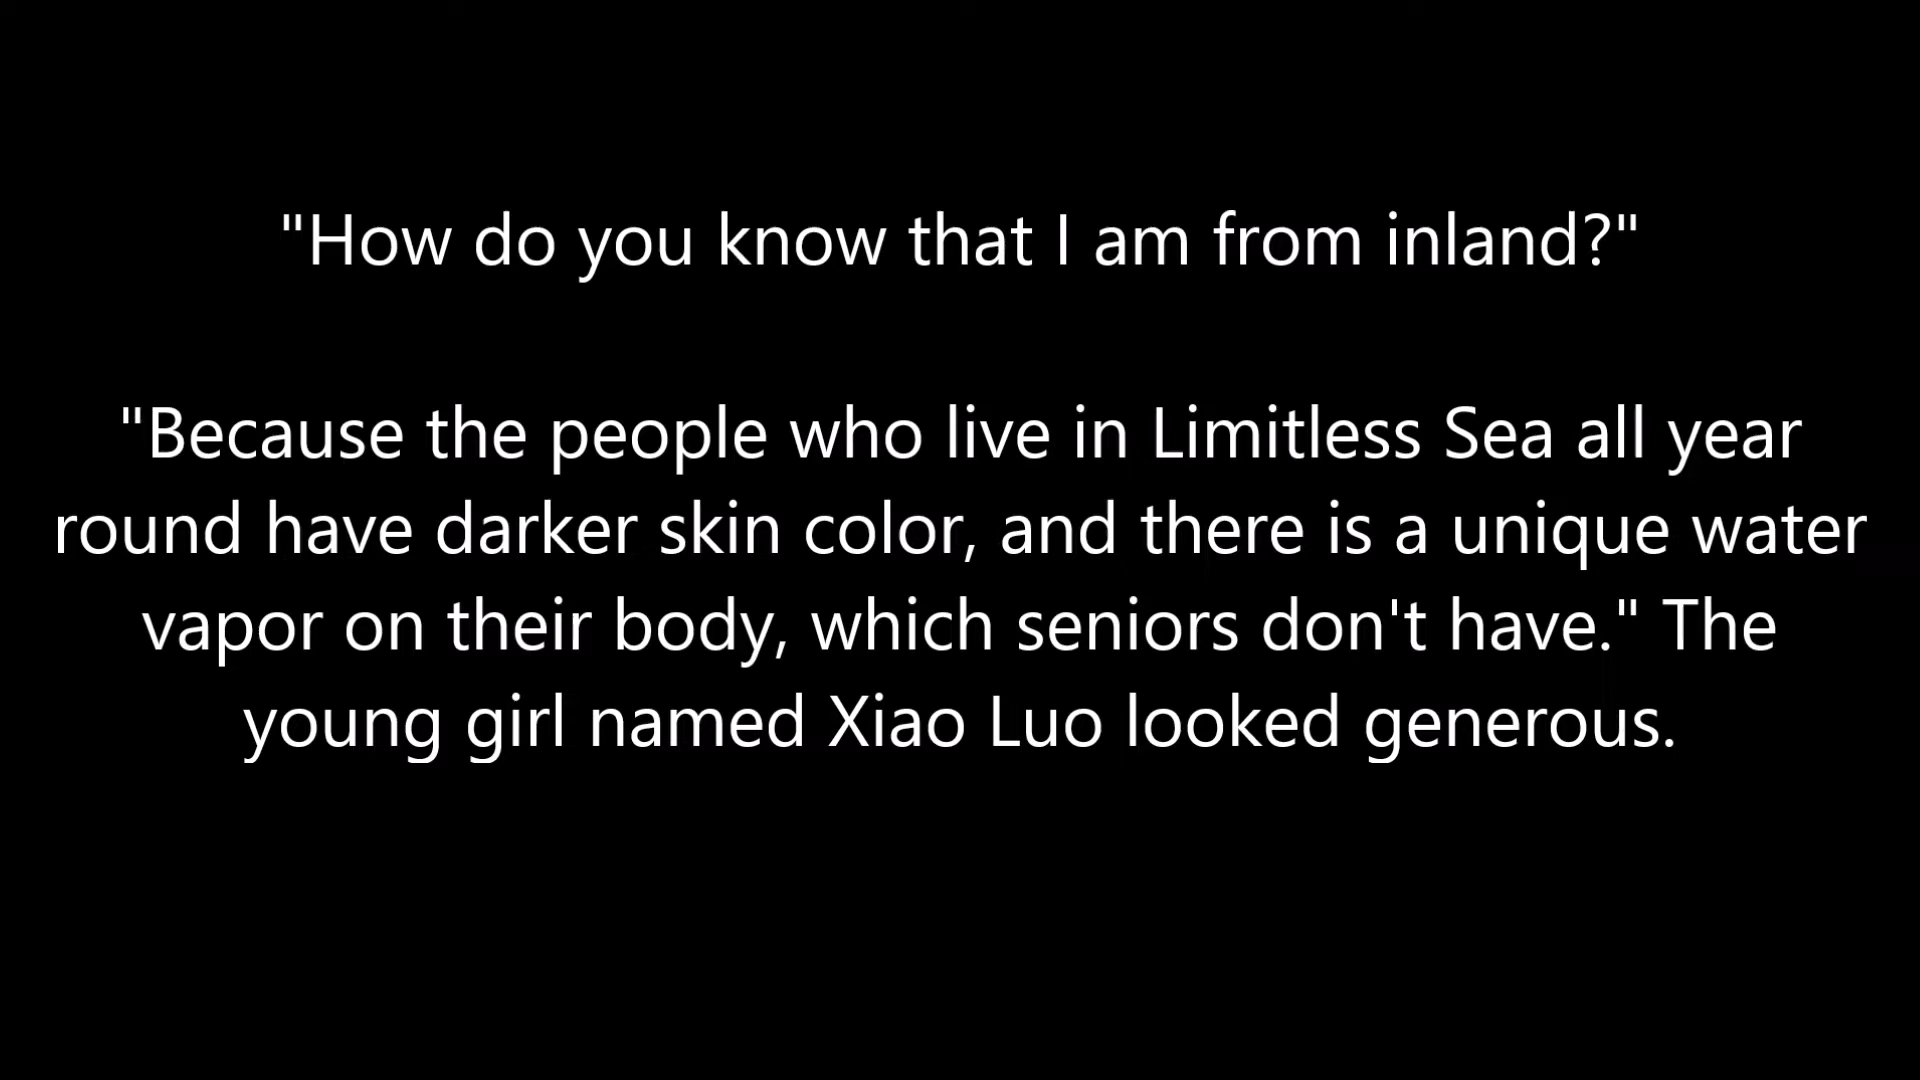 "How do you know that I am from inland?"
"Because the people who live in Limitless Sea all year
round have darker skin color, and there is a unique water
vapor on their body, which seniors don't have." The
young girl named Xiao Luo looked generous.